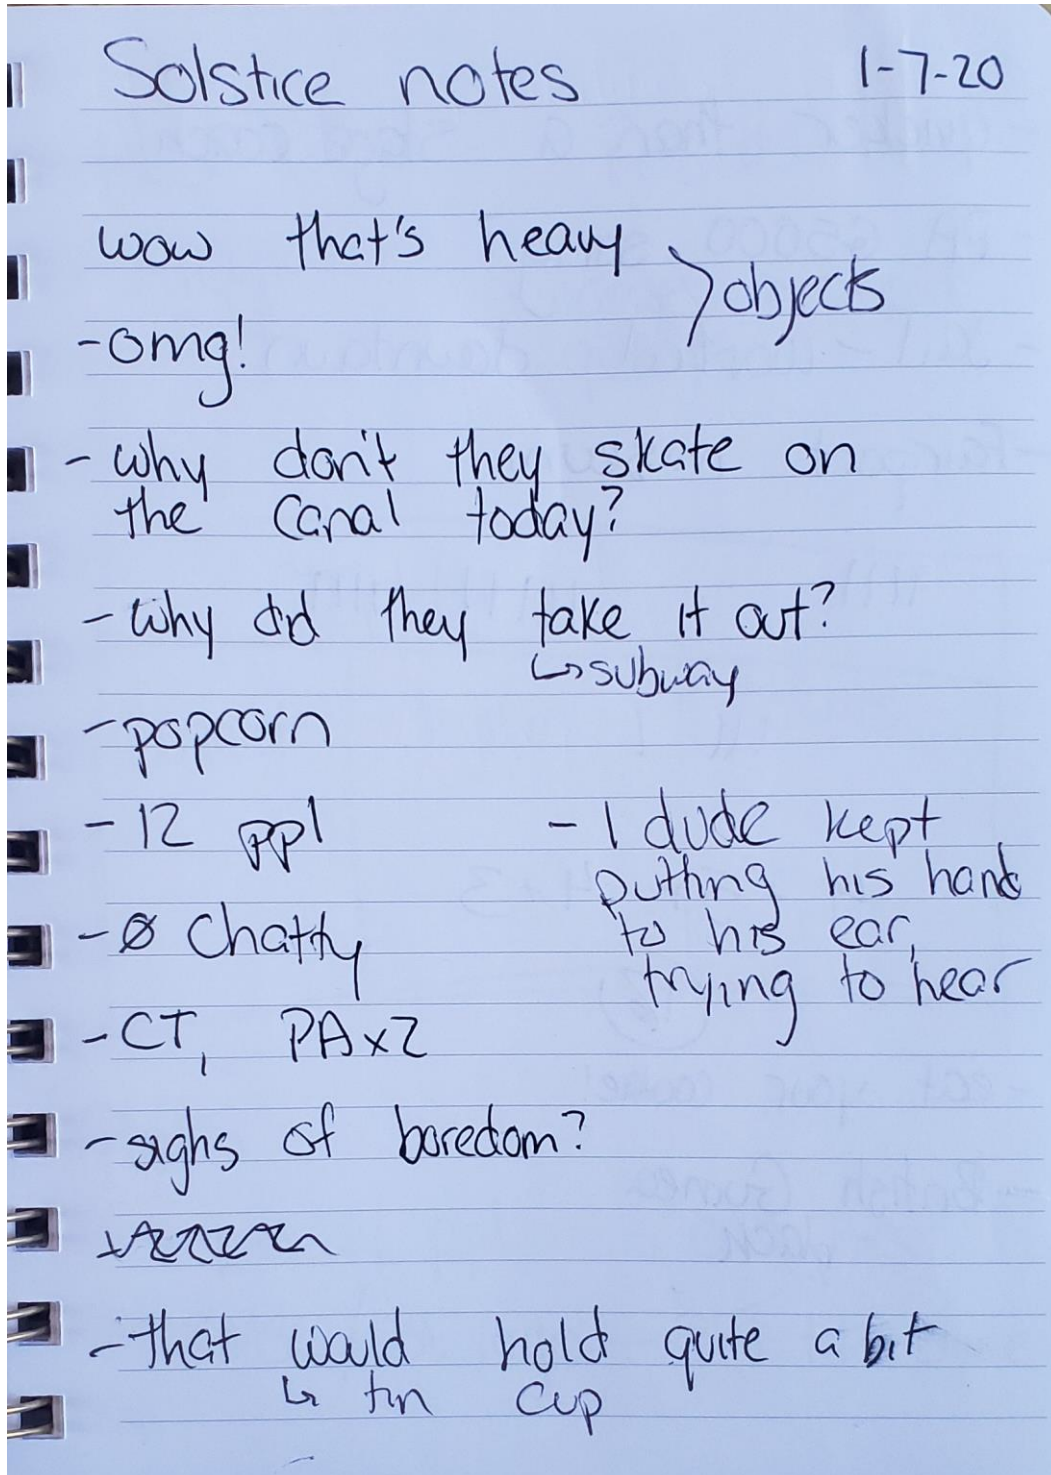 Solstice notes 1-7-20
wow that's heavy
> objects
-omg!
- why don't they skate on
the canal today?
- why did they take it out?
↳ subway
- popcorn
- 12 ppl
- ø chatty
- CT, PAx2
- 1 dude kept
putting his hand
to his ear,
trying to hear
- sighs of boredom?
- that would hold quite a bit
↳ tin cup